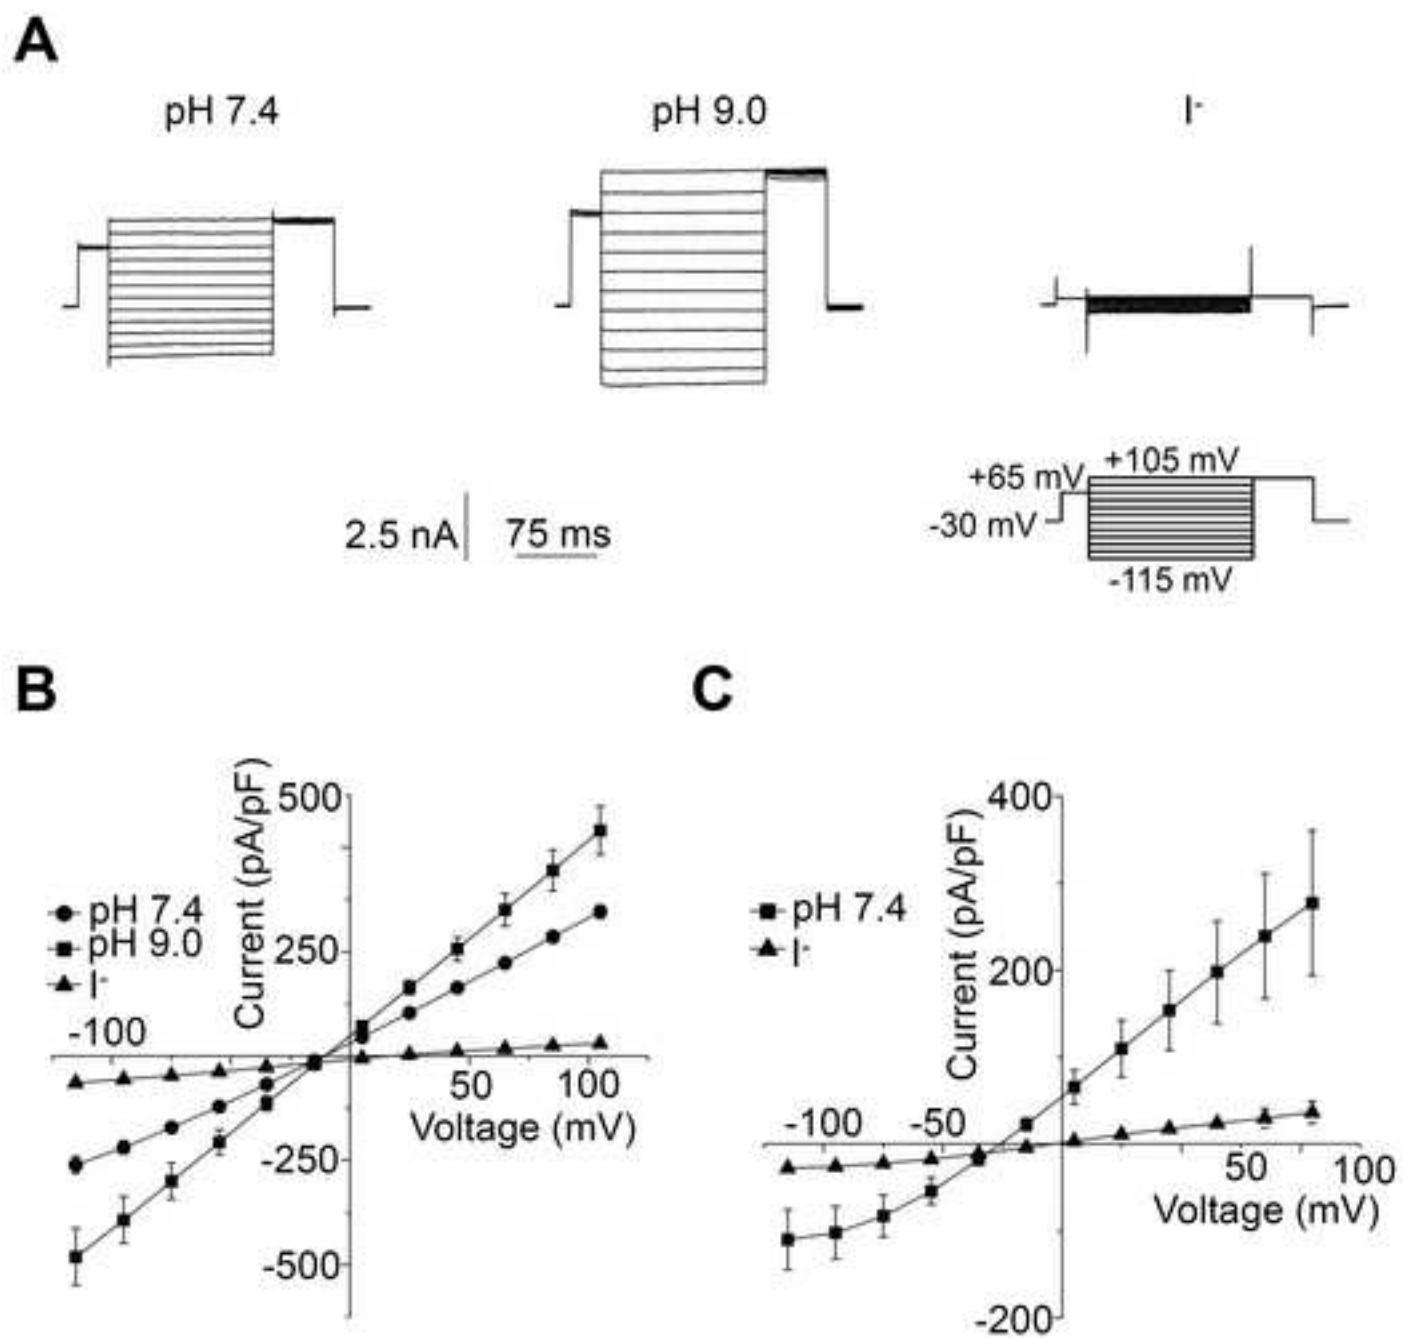 A
pH 7.4
pH 9.0
I-
+65 mV
+105 mV
-30 mV
-115 mV
2.5 nA
75 ms
B
Current (pA/pF)
500
250
-250
-500
pH 7.4
pH 9.0
I-
-100
50
100
Voltage (mV)
C
Current (pA/pF)
400
200
-200
pH 7.4
I-
-100
-50
50
100
Voltage (mV)